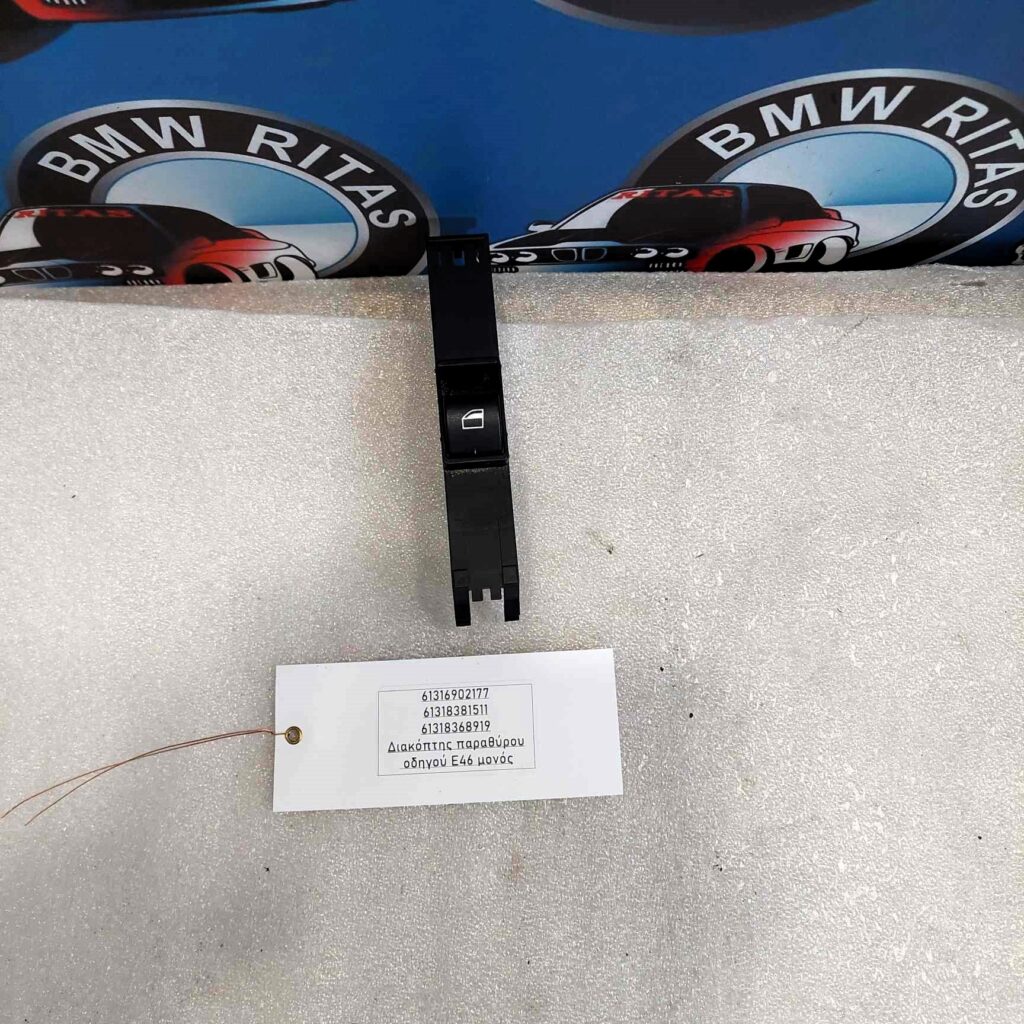 BMW RITAS
RITAS
BMW RITAS
RITAS
61316902177
61318381511
61318368919
Διακόπτης παραθύρου
οδηγού E46 μονός